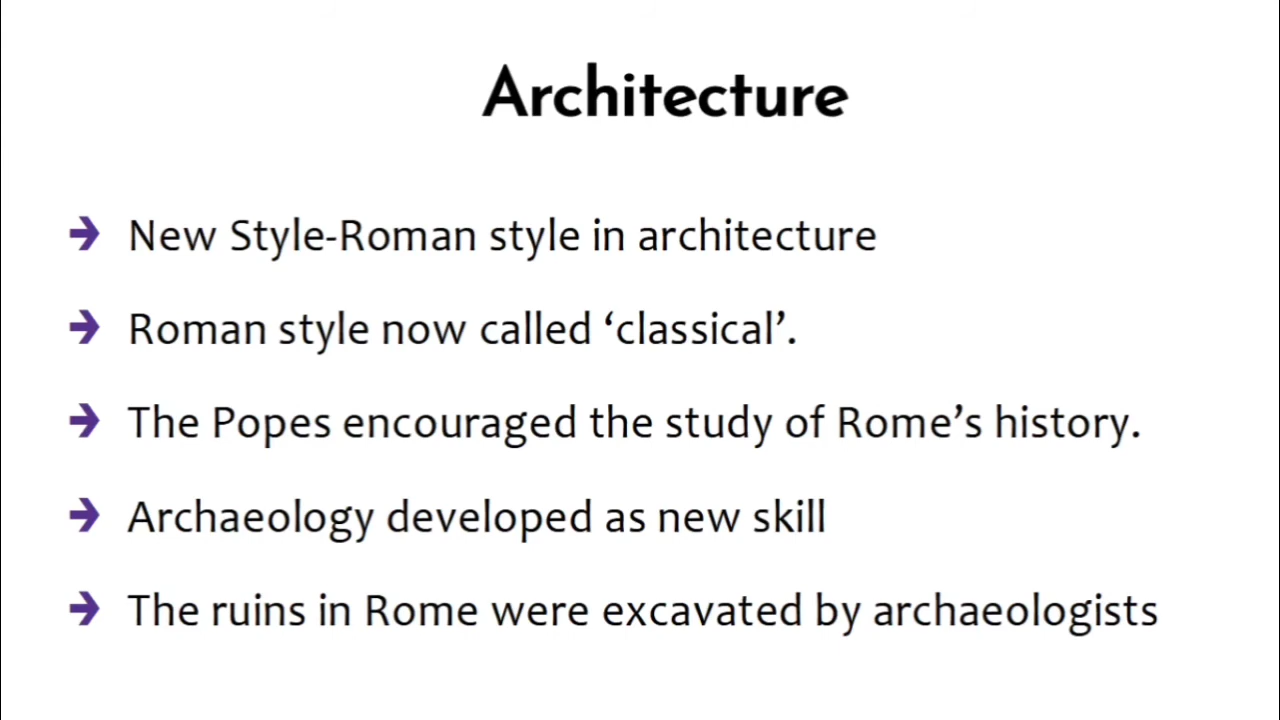 Architecture
➔ New Style-Roman style in architecture
➔ Roman style now called ‘classical’.
➔ The Popes encouraged the study of Rome’s history.
➔ Archaeology developed as new skill
➔ The ruins in Rome were excavated by archaeologists